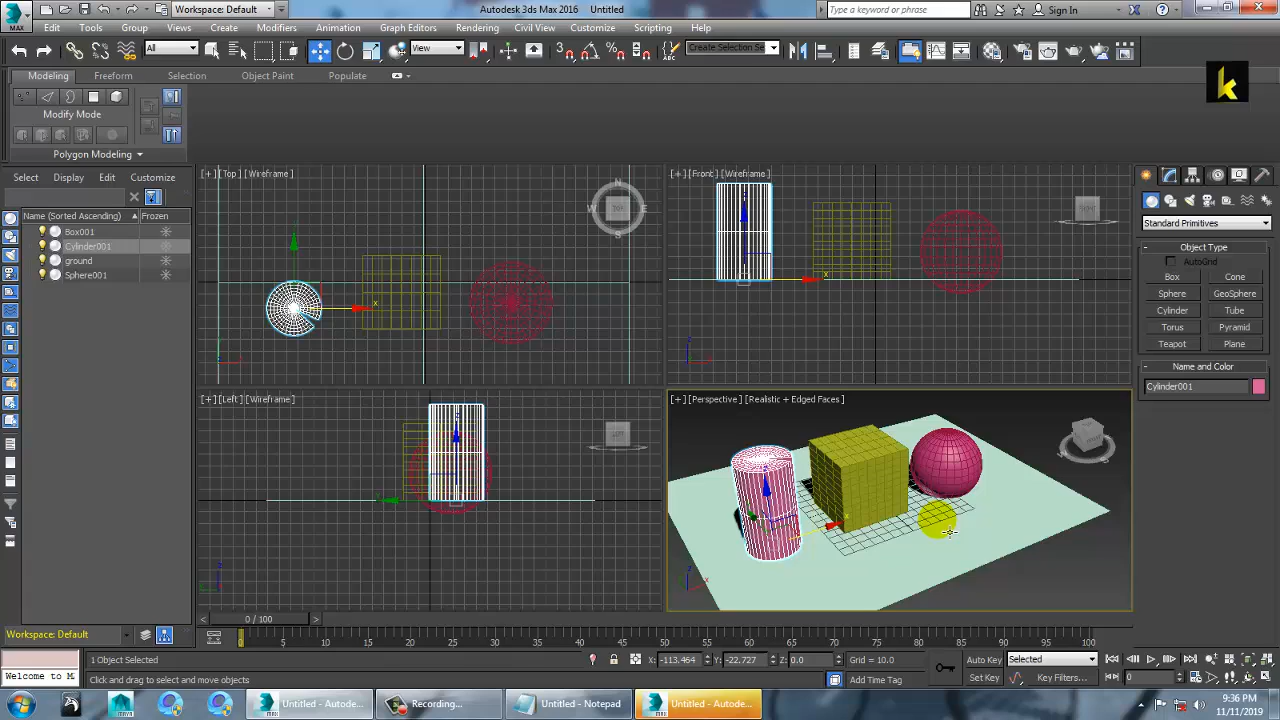 Workspace: Default
Autodesk 3ds Max 2016 Untitled
Type a keyword or phrase
Sign In
MAX
Edit Tools Group Views Create Modifiers Animation Graph Editors Rendering Civil View Customize Scripting Help
All
View
Create Selection Se
Modeling Freeform Selection Object Paint Populate
Modify Mode
Polygon Modeling
k
Select Display Edit Customize
Name (Sorted Ascending) Frozen
Box001
Cylinder001
ground
Sphere001
[+] [Top] [Wireframe]
N
W E
S
x
[+] [Front] [Wireframe]
x
[+] [Left] [Wireframe]
[+] [Perspective] [Realistic + Edged Faces]
x
Standard Primitives
Object Type
AutoGrid
Box Cone
Sphere GeoSphere
Cylinder Tube
Torus Pyramid
Teapot Plane
Name and Color
Cylinder001
0 / 100
Workspace: Default
0 5 10 15 20 25 30 35 40 45 50 55 60 65 70 75 80 85 90 95 100
1 Object Selected
X: -113.464 Y: -22.727 Z: 0.0 Grid = 10.0
Auto Key Selected
Welcome to M
Click and drag to select and move objects
Add Time Tag
Set Key Key Filters...
0
Untitled - Autode...
Recording...
Untitled - Notepad
Untitled - Autode...
9:36 PM
11/11/2019